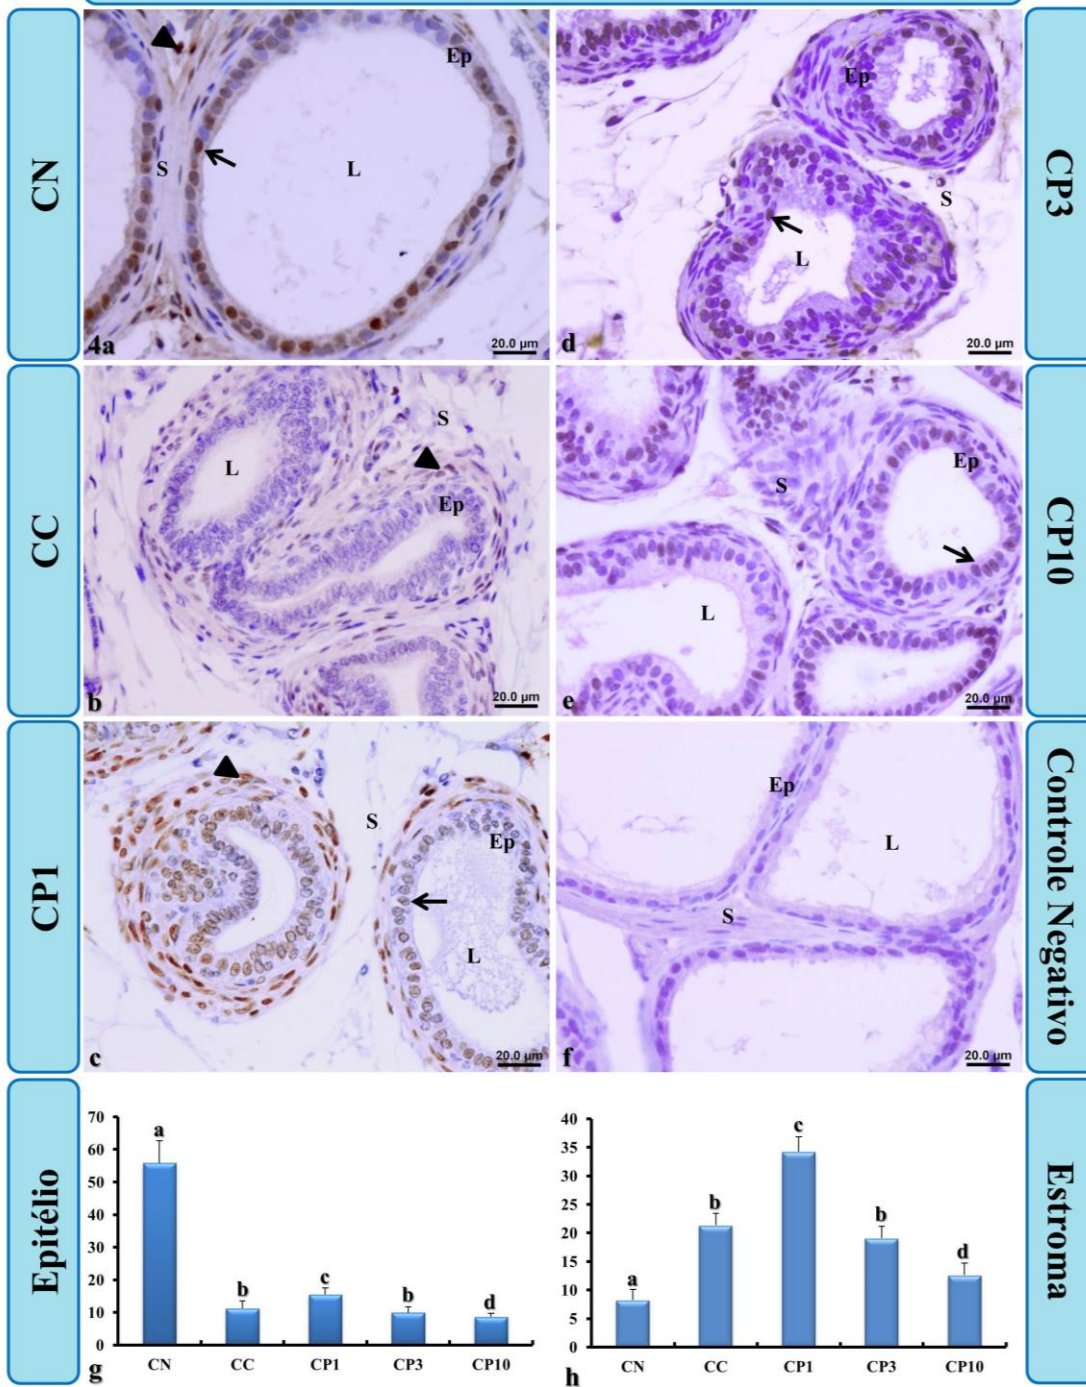 CN
Ep
S
L
4a
20.0 µm
CP3
Ep
S
L
d
20.0 µm
CC
S
L
Ep
b
20.0 µm
CP10
Ep
S
L
e
20.0 µm
CP1
S
Ep
L
c
20.0 µm
Controle Negativo
Ep
L
S
f
20.0 µm
Epitélio
70
60
50
40
30
20
10
0
a
b
c
b
d
CN CC CP1 CP3 CP10
g
Estroma
40
35
30
25
20
15
10
5
0
a
b
c
b
d
CN CC CP1 CP3 CP10
h